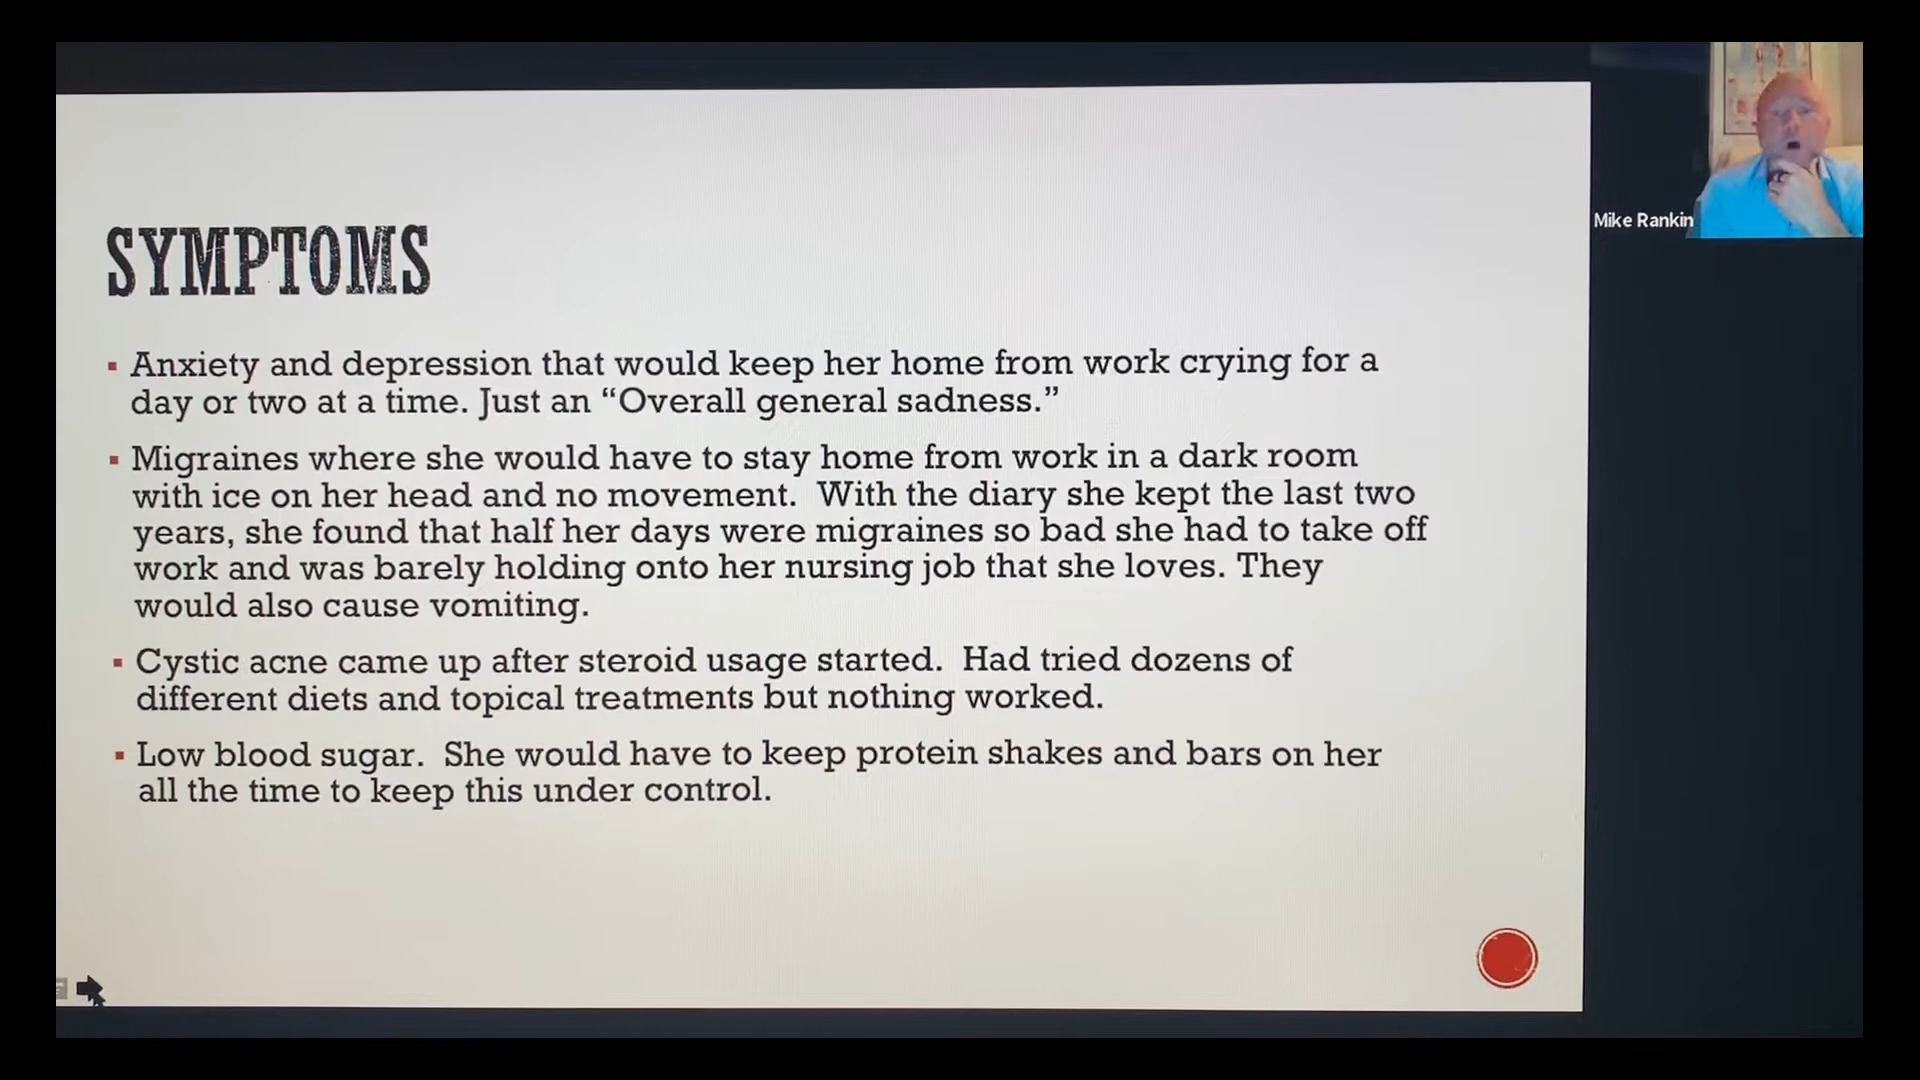 SYMPTOMS
Mike Rankin
▪ Anxiety and depression that would keep her home from work crying for a
day or two at a time. Just an “Overall general sadness.”
▪ Migraines where she would have to stay home from work in a dark room
with ice on her head and no movement.  With the diary she kept the last two
years, she found that half her days were migraines so bad she had to take off
work and was barely holding onto her nursing job that she loves. They
would also cause vomiting.
▪ Cystic acne came up after steroid usage started.  Had tried dozens of
different diets and topical treatments but nothing worked.
▪ Low blood sugar.  She would have to keep protein shakes and bars on her
all the time to keep this under control.